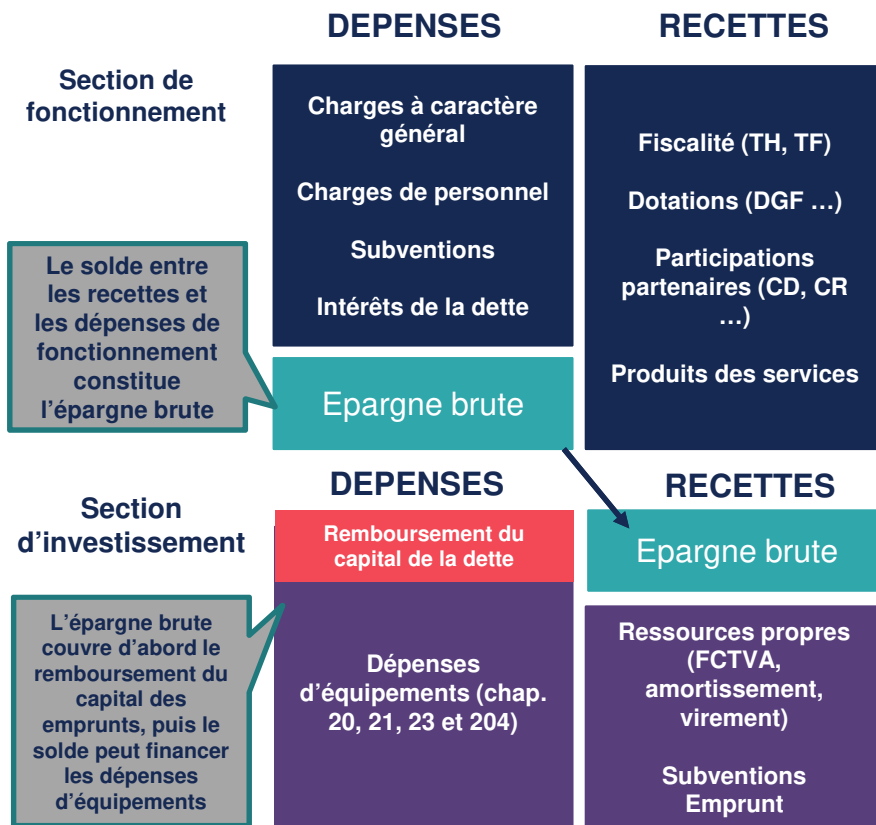 DEPENSES
RECETTES
Section de
fonctionnement
Charges à caractère
général
Charges de personnel
Subventions
Intérêts de la dette
Fiscalité (TH, TF)
Dotations (DGF …)
Participations
partenaires (CD, CR
…)
Produits des services
Le solde entre
les recettes et
les dépenses de
fonctionnement
constitue
l’épargne brute
Epargne brute
DEPENSES
RECETTES
Section
d’investissement
Remboursement du
capital de la dette
Epargne brute
L’épargne brute
couvre d’abord le
remboursement du
capital des
emprunts, puis le
solde peut financer
les dépenses
d’équipements
Dépenses
d’équipements (chap.
20, 21, 23 et 204)
Ressources propres
(FCTVA,
amortissement,
virement)
Subventions
Emprunt